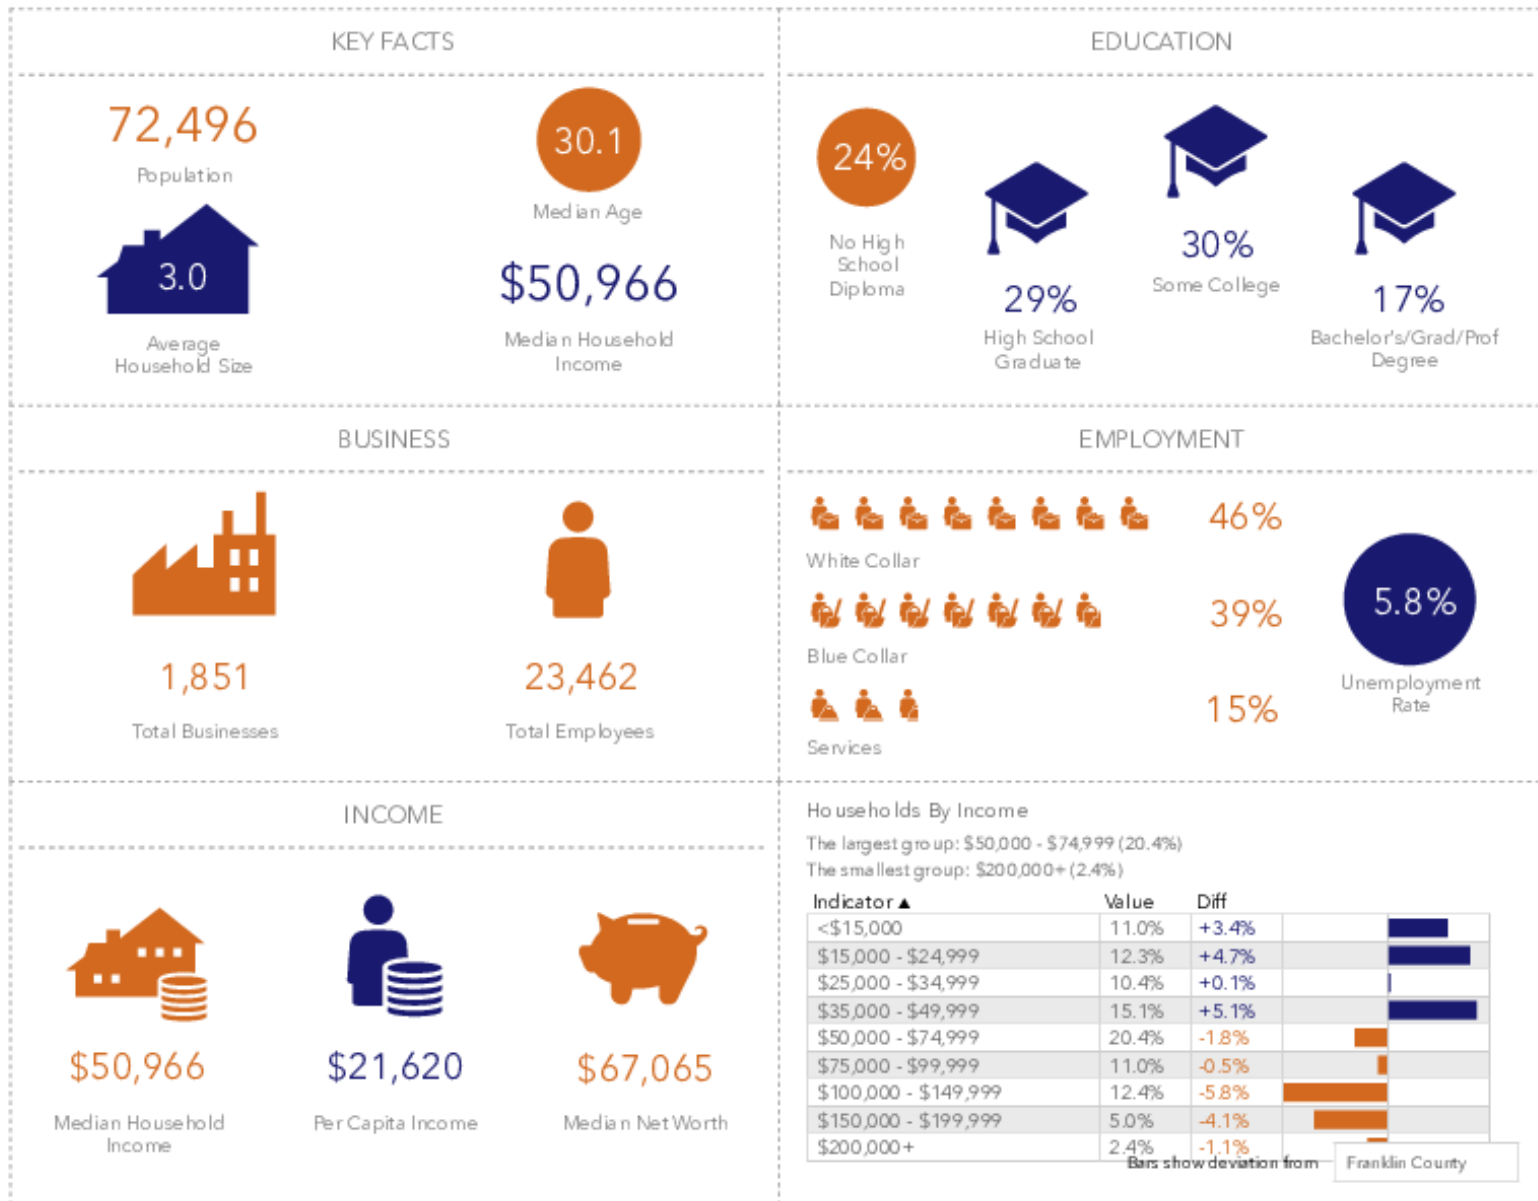 KEY FACTS
72,496
Population
30.1
Median Age
3.0
Average
Household Size
$50,966
Median Household
Income
EDUCATION
24%
No High
School
Diploma
29%
High School
Graduate
30%
Some College
17%
Bachelor's/Grad/Prof
Degree
BUSINESS
1,851
Total Businesses
23,462
Total Employees
EMPLOYMENT
46%
White Collar
39%
Blue Collar
15%
Services
5.8%
Unemployment
Rate
INCOME
$50,966
Median Household
Income
$21,620
Per Capita Income
$67,065
Median Net Worth
Households By Income
The largest group: $50,000 - $74,999 (20.4%)
The smallest group: $200,000+ (2.4%)
Indicator ▲ Value Diff
<$15,000 11.0% +3.4%
$15,000 - $24,999 12.3% +4.7%
$25,000 - $34,999 10.4% +0.1%
$35,000 - $49,999 15.1% +5.1%
$50,000 - $74,999 20.4% -1.8%
$75,000 - $99,999 11.0% -0.5%
$100,000 - $149,999 12.4% -5.8%
$150,000 - $199,999 5.0% -4.1%
$200,000+ 2.4% -1.1%
Bars show deviation from Franklin County